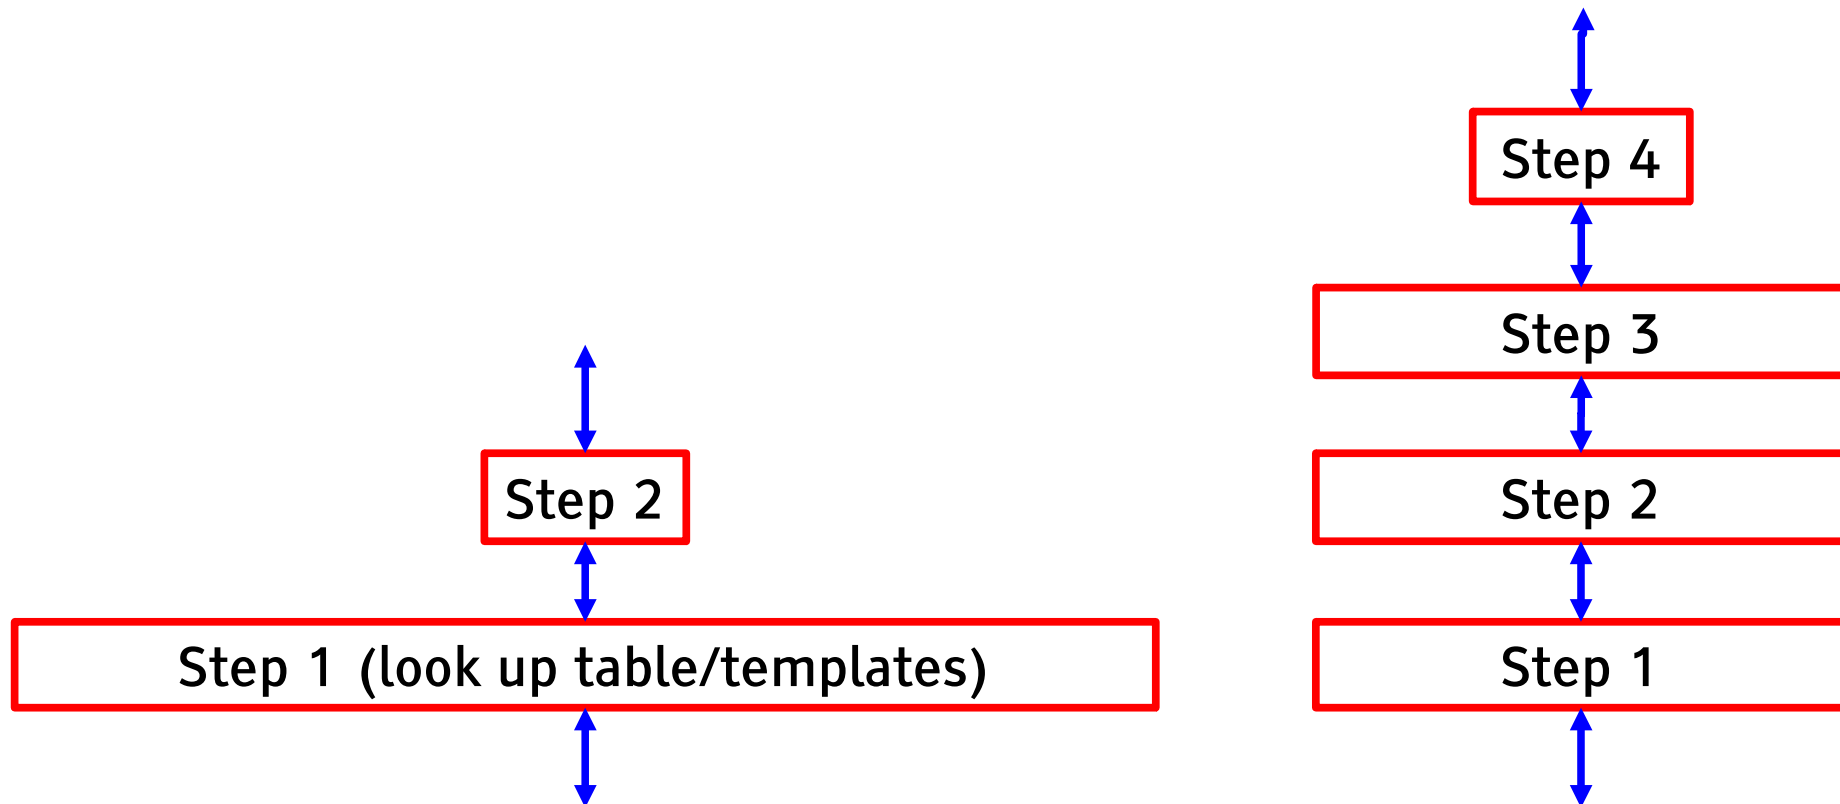 Step 4
Step 3
Step 2
Step 2
Step 1 (look up table/templates)
Step 1